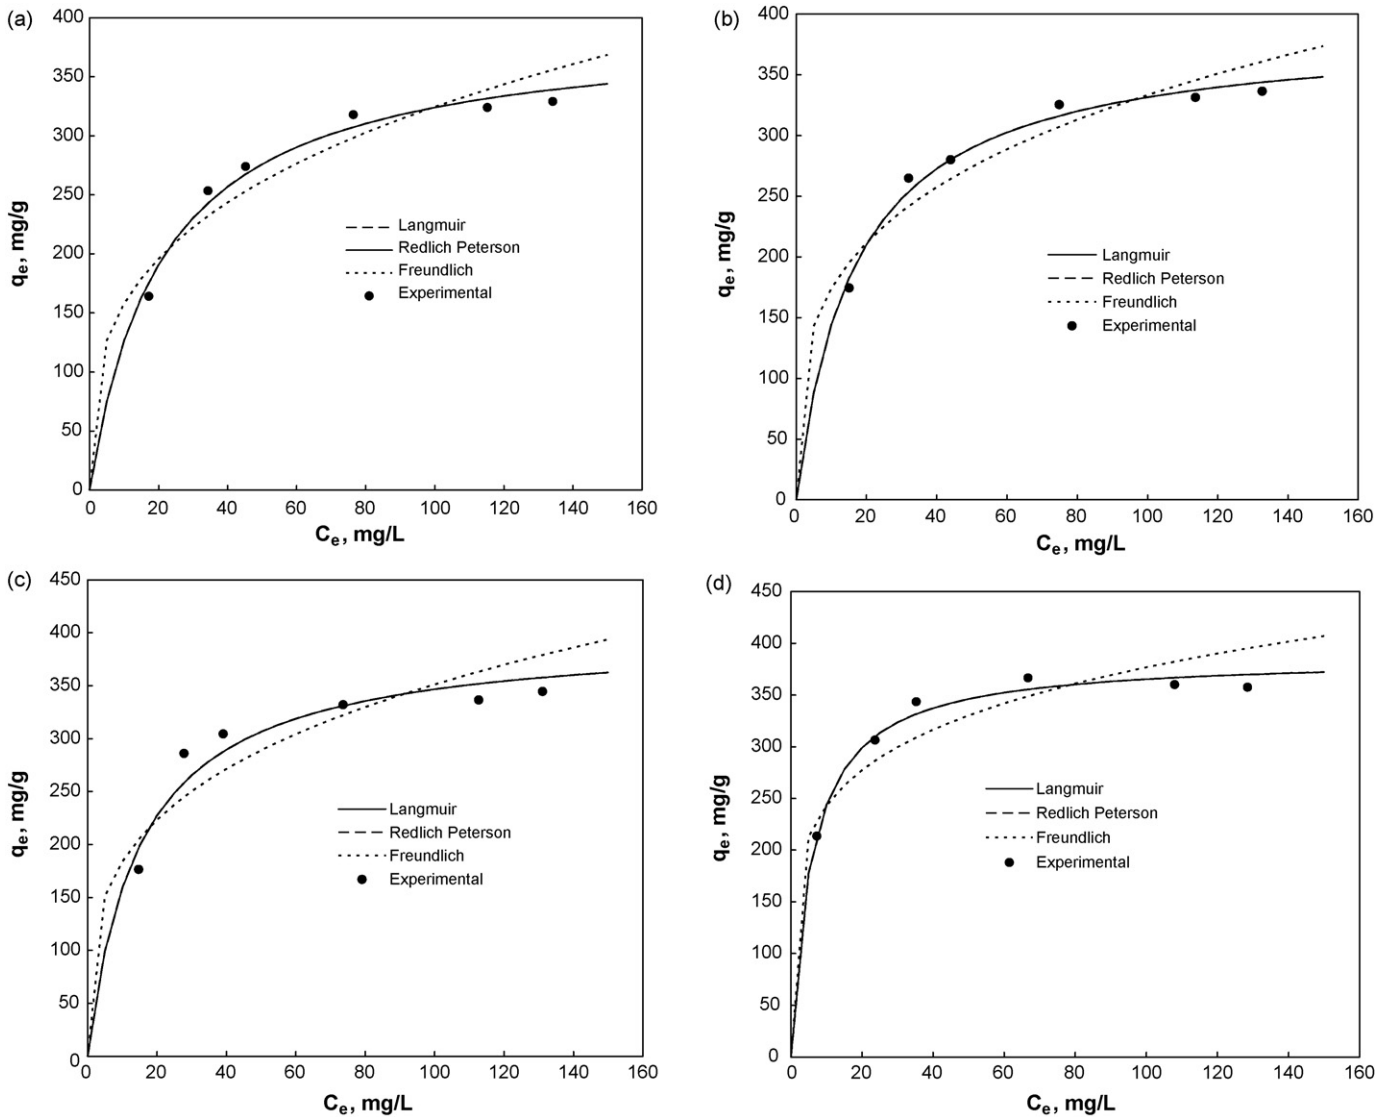 (a)
400
350
300
250
200
150
100
50
0
qe, mg/g
Langmuir
Redlich Peterson
Freundlich
Experimental
0 20 40 60 80 100 120 140 160
Ce, mg/L
(b)
400
350
300
250
200
150
100
50
0
qe, mg/g
Langmuir
Redlich Peterson
Freundlich
Experimental
0 20 40 60 80 100 120 140 160
Ce, mg/L
(c)
450
400
350
300
250
200
150
100
50
0
qe, mg/g
Langmuir
Redlich Peterson
Freundlich
Experimental
0 20 40 60 80 100 120 140 160
Ce, mg/L
(d)
450
400
350
300
250
200
150
100
50
0
qe, mg/g
Langmuir
Redlich Peterson
Freundlich
Experimental
0 20 40 60 80 100 120 140 160
Ce, mg/L